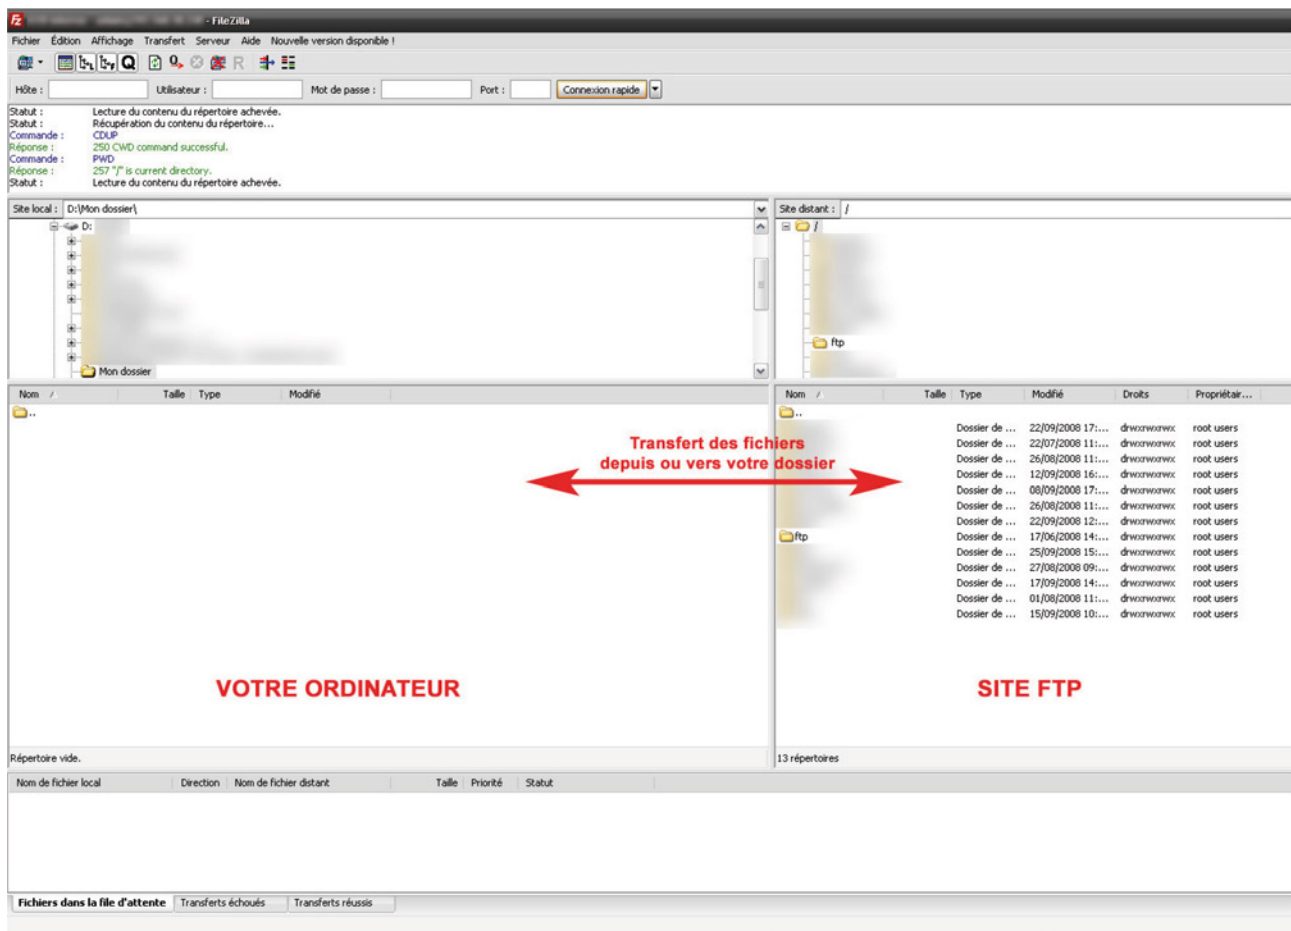 - FileZilla
Fichier Édition Affichage Transfert Serveur Aide Nouvelle version disponible !
Hôte : Utilisateur : Mot de passe : Port : Connexion rapide
Statut : Lecture du contenu du répertoire achevée.
Statut : Récupération du contenu du répertoire...
Commande : CDUP
Réponse : 250 CWD command successful.
Commande : PWD
Réponse : 257 "/" is current directory.
Statut : Lecture du contenu du répertoire achevée.
Site local : D:\Mon dossier\
D:
Mon dossier
Site distant : /
/
ftp
Nom Taille Type Modifié
..
Répertoire vide.
Nom Taille Type Modifié Droits Propriétair...
..
Dossier de ... 22/09/2008 17:... drwxrwxrwx root users
Dossier de ... 22/07/2008 11:... drwxrwxrwx root users
Dossier de ... 26/08/2008 11:... drwxrwxrwx root users
Dossier de ... 12/09/2008 16:... drwxrwxrwx root users
Dossier de ... 08/09/2008 17:... drwxrwxrwx root users
Dossier de ... 26/08/2008 11:... drwxrwxrwx root users
Dossier de ... 22/09/2008 12:... drwxrwxrwx root users
ftp Dossier de ... 17/06/2008 14:... drwxrwxrwx root users
Dossier de ... 25/09/2008 15:... drwxrwxrwx root users
Dossier de ... 27/08/2008 09:... drwxrwxrwx root users
Dossier de ... 17/09/2008 14:... drwxrwxrwx root users
Dossier de ... 01/08/2008 11:... drwxrwxrwx root users
Dossier de ... 15/09/2008 10:... drwxrwxrwx root users
13 répertoires
Transfert des fichiers
depuis ou vers votre dossier
VOTRE ORDINATEUR
SITE FTP
Nom de fichier local Direction Nom de fichier distant Taille Priorité Statut
Fichiers dans la file d'attente Transferts échoués Transferts réussis